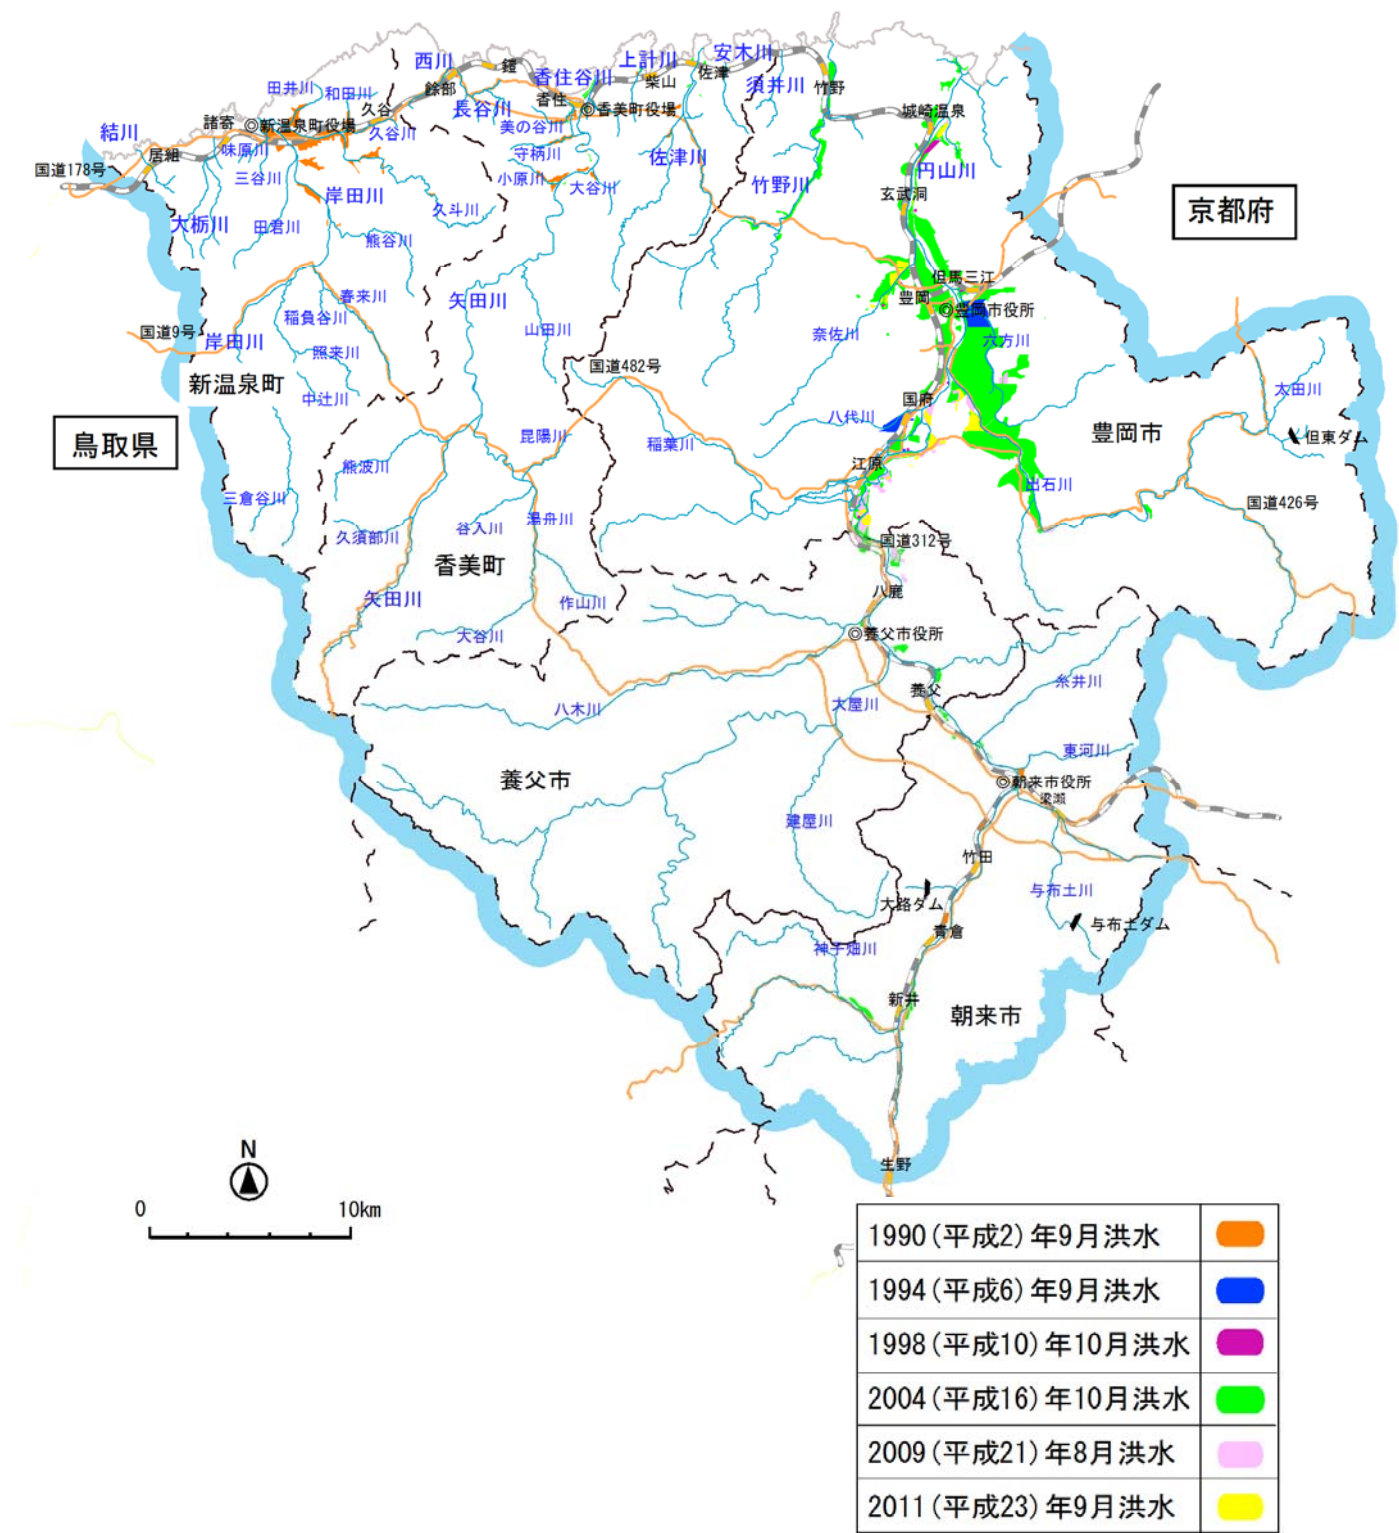 西川
鎧
上計川
安木川
佐津
餘部
香住谷川
柴山
須井川
竹野
田井川
和田川
久谷
長谷川
香住
◎香美町役場
城崎温泉
諸寄
◎新温泉町役場
久谷川
美の谷川
結川
居組
味原川
守柄川
佐津川
国道178号
三谷川
小原川
大谷川
竹野川
円山川
岸田川
玄武洞
久斗川
京都府
大栃川
田君川
熊谷川
但馬三江
春来川
矢田川
豊岡
◎豊岡市役所
稲負谷川
山田川
奈佐川
六方川
国道9号
岸田川
照来川
国道482号
新温泉町
中辻川
国府
太田川
鳥取県
昆陽川
稲葉川
八代川
豊岡市
但東ダム
熊波川
江原
出石川
三倉谷川
国道426号
久須部川
谷入川
湯舟川
国道312号
香美町
八鹿
矢田川
作山川
大谷川
◎養父市役所
養父
糸井川
八木川
大屋川
東河川
養父市
◎朝来市役所
梁瀬
建屋川
竹田
大路ダム
与布土川
与布土ダム
青倉
神子畑川
新井
朝来市
生野
N
0
10km
1990(平成2)年9月洪水
1994(平成6)年9月洪水
1998(平成10)年10月洪水
2004(平成16)年10月洪水
2009(平成21)年8月洪水
2011(平成23)年9月洪水